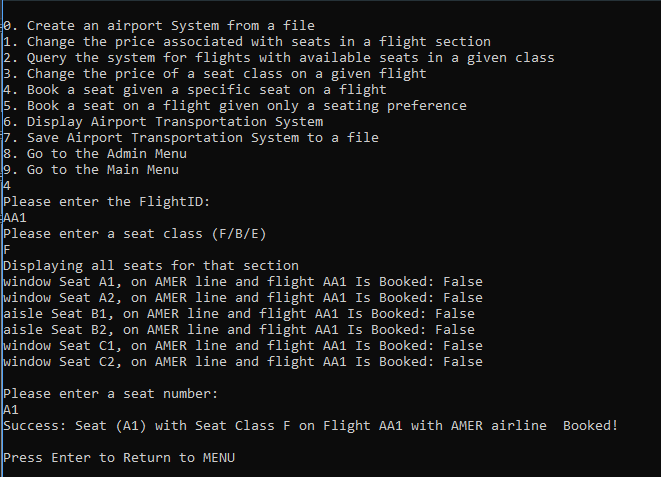 0. Create an airport System from a file
1. Change the price associated with seats in a flight section
2. Query the system for flights with available seats in a given class
3. Change the price of a seat class on a given flight
4. Book a seat given a specific seat on a flight
5. Book a seat on a flight given only a seating preference
6. Display Airport Transportation System
7. Save Airport Transportation System to a file
8. Go to the Admin Menu
9. Go to the Main Menu
4
Please enter the FlightID:
AA1
Please enter a seat class (F/B/E)
F
Displaying all seats for that section
window Seat A1, on AMER line and flight AA1 Is Booked: False
window Seat A2, on AMER line and flight AA1 Is Booked: False
aisle Seat B1, on AMER line and flight AA1 Is Booked: False
aisle Seat B2, on AMER line and flight AA1 Is Booked: False
window Seat C1, on AMER line and flight AA1 Is Booked: False
window Seat C2, on AMER line and flight AA1 Is Booked: False
Please enter a seat number:
A1
Success: Seat (A1) with Seat Class F on Flight AA1 with AMER airline  Booked!
Press Enter to Return to MENU